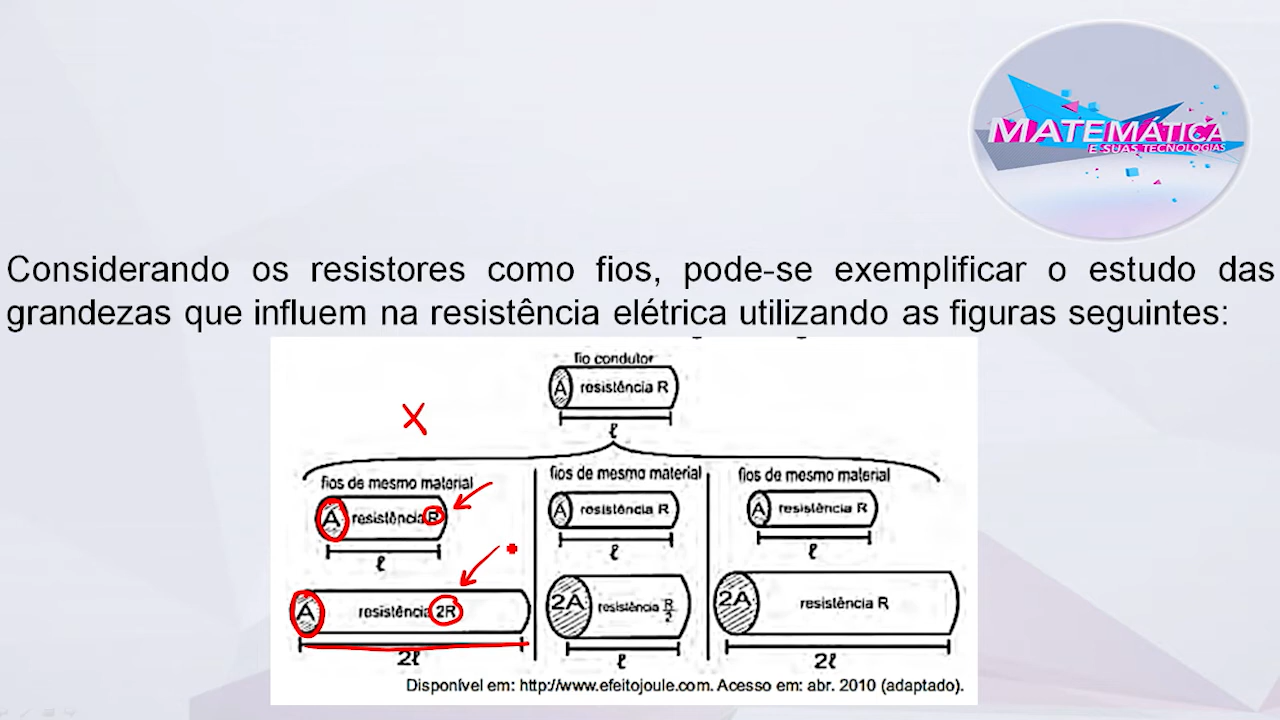 MATEMÁTICA
E SUAS TECNOLOGIAS
Considerando os resistores como fios, pode-se exemplificar o estudo das
grandezas que influem na resistência elétrica utilizando as figuras seguintes:
fio condutor
A resistência R
ℓ
X
fios de mesmo material
A resistência R
ℓ
A resistência 2R
2ℓ
fios de mesmo material
A resistência R
ℓ
2A resistência R/2
ℓ
fios de mesmo material
A resistência R
ℓ
2A resistência R
2ℓ
Disponível em: http://www.efeitojoule.com. Acesso em: abr. 2010 (adaptado).